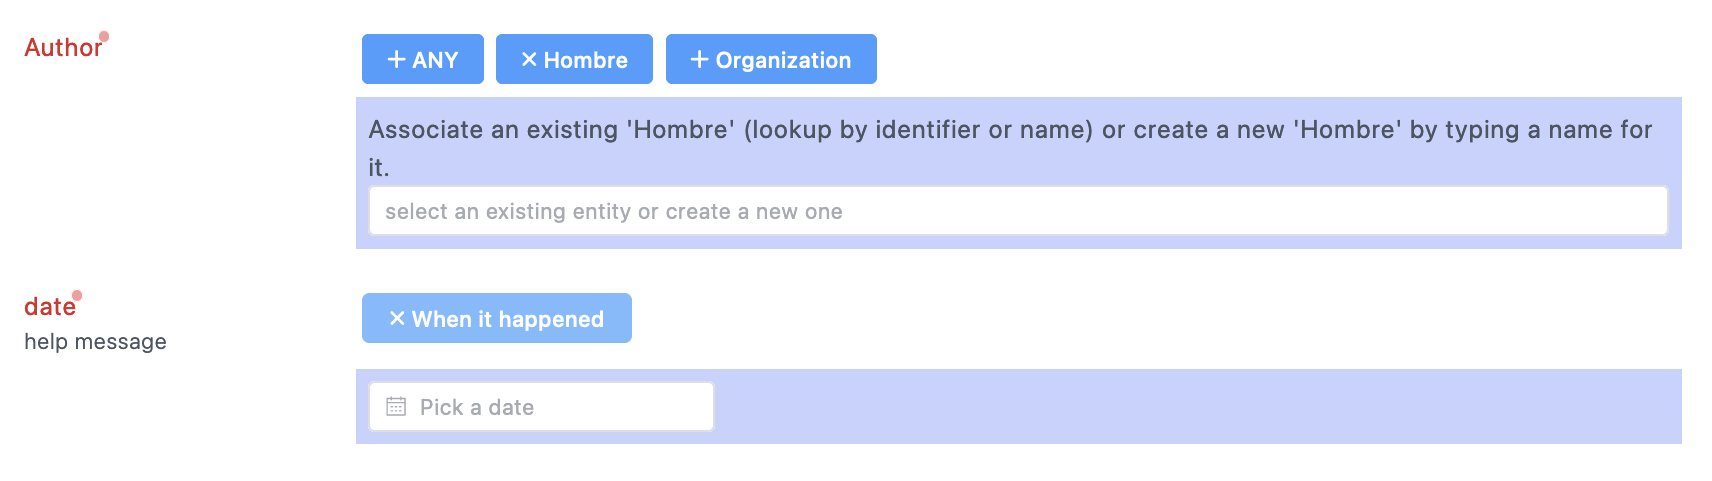 Author
+ ANY
× Hombre
+ Organization
Associate an existing 'Hombre' (lookup by identifier or name) or create a new 'Hombre' by typing a name for
it.
select an existing entity or create a new one
date
help message
× When it happened
Pick a date